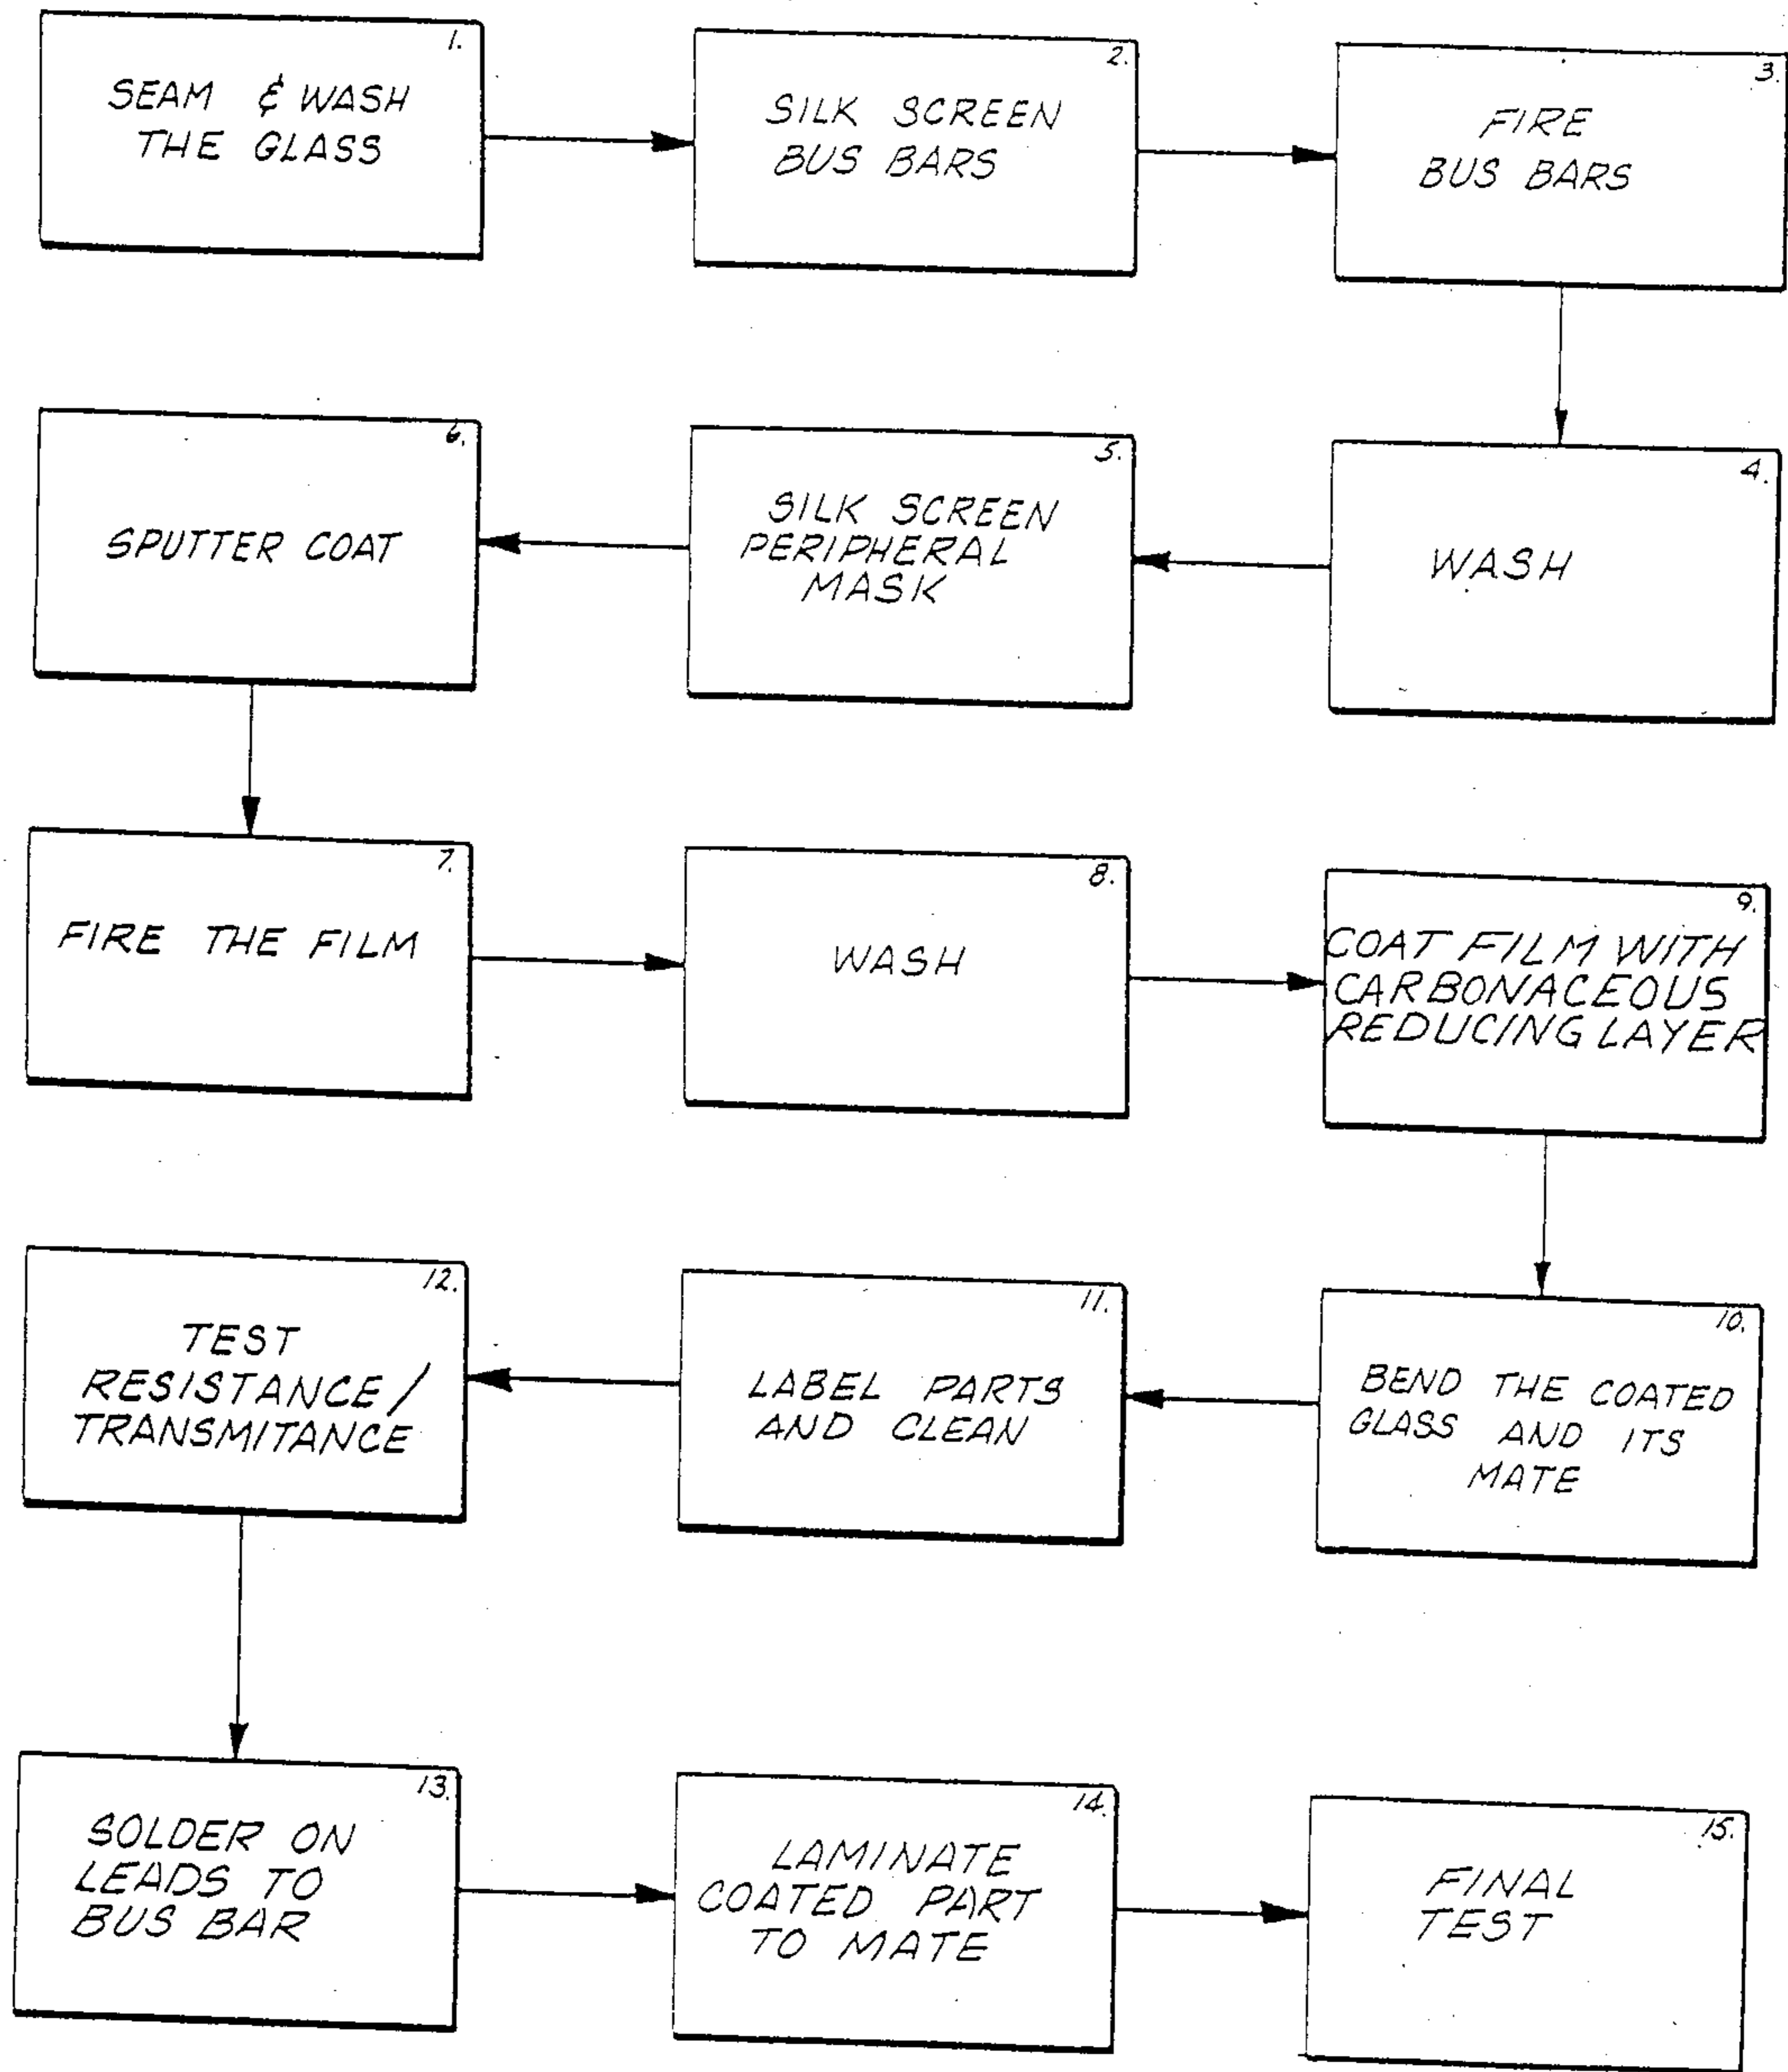 1.
SEAM & WASH
THE GLASS
2.
SILK SCREEN
BUS BARS
3.
FIRE
BUS BARS
4.
WASH
5.
SILK SCREEN
PERIPHERAL
MASK
6.
SPUTTER COAT
7.
FIRE THE FILM
8.
WASH
9.
COAT FILM WITH
CARBONACEOUS
REDUCING LAYER
10.
BEND THE COATED
GLASS AND ITS
MATE
11.
LABEL PARTS
AND CLEAN
12.
TEST
RESISTANCE/
TRANSMITANCE
13.
SOLDER ON
LEADS TO
BUS BAR
14.
LAMINATE
COATED PART
TO MATE
15.
FINAL
TEST